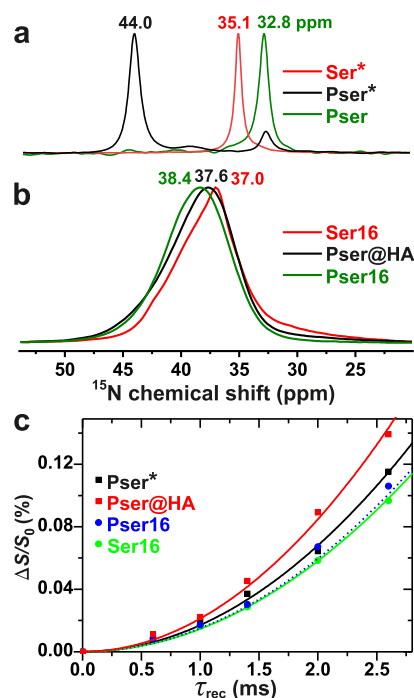 a
44.0 35.1 32.8 ppm
Ser*
Pser*
Pser
b
38.4 37.6 37.0
Ser16
Pser@HA
Pser16
50 45 40 35 30 25
¹⁵N chemical shift (ppm)
c
Pser*
Pser@HA
Pser16
Ser16
0.12
0.08
0.04
0.00
ΔS/S₀ (%)
0.0 0.5 1.0 1.5 2.0 2.5
τrec (ms)